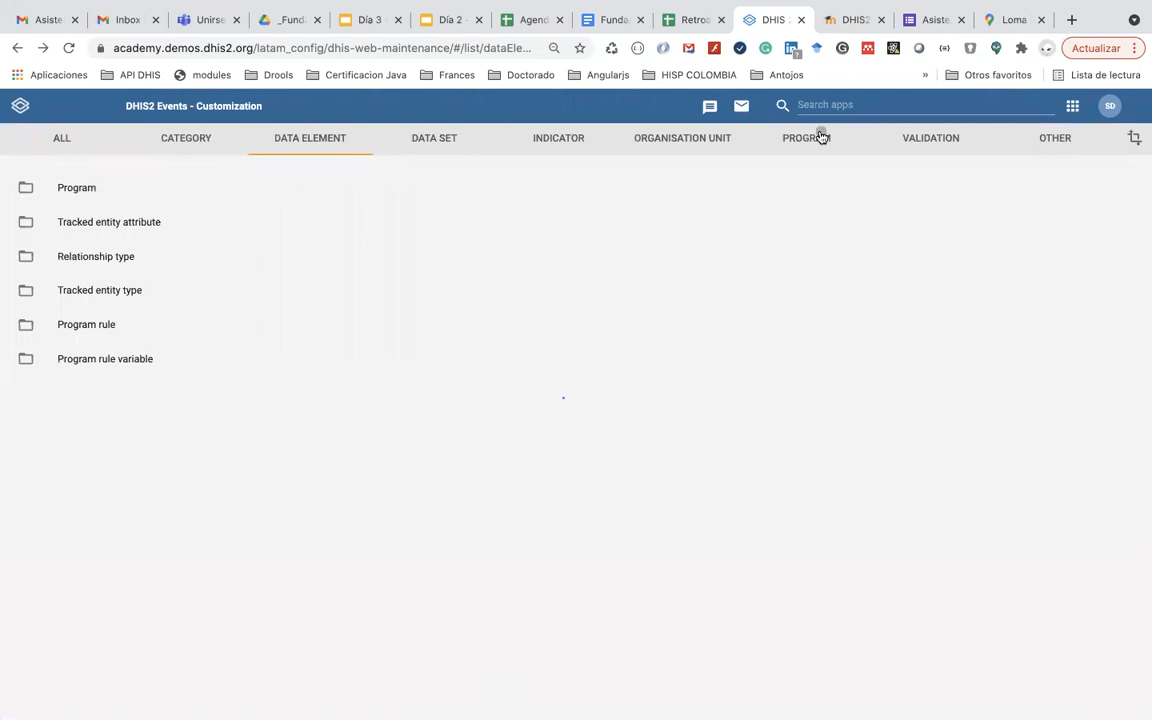 Asiste
Inbox
Unirse
_Fund
Día 3 -
Día 2 -
Agend
Funda
Retroa
DHIS 2
DHIS2
Asiste
Loma
academy.demos.dhis2.org/latam_config/dhis-web-maintenance/#/list/dataEle...
Actualizar
Aplicaciones
API DHIS
modules
Drools
Certificacion Java
Frances
Doctorado
Angularjs
HISP COLOMBIA
Antojos
»
Otros favoritos
Lista de lectura
DHIS2 Events - Customization
Search apps
SD
ALL
CATEGORY
DATA ELEMENT
DATA SET
INDICATOR
ORGANISATION UNIT
PROGRAM
VALIDATION
OTHER
Program
Tracked entity attribute
Relationship type
Tracked entity type
Program rule
Program rule variable